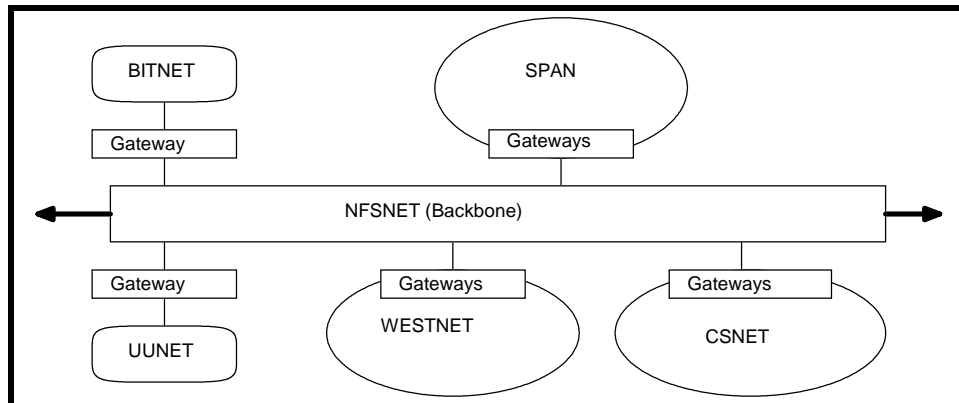 BITNET
SPAN
Gateway
Gateways
NFSNET (Backbone)
Gateway
Gateways
Gateways
UUNET
WESTNET
CSNET